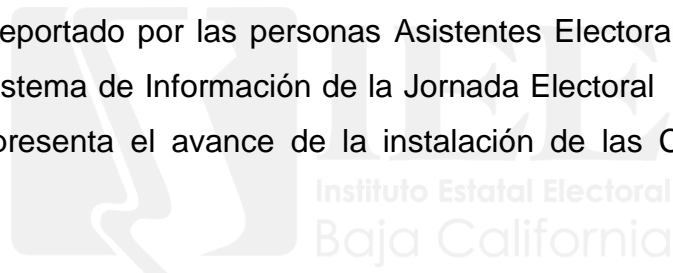 eportado por las personas Asistentes Electora
stema de Información de la Jornada Electoral
presenta el avance de la instalación de las C
IEE
Instituto Estatal Electoral
Baja California